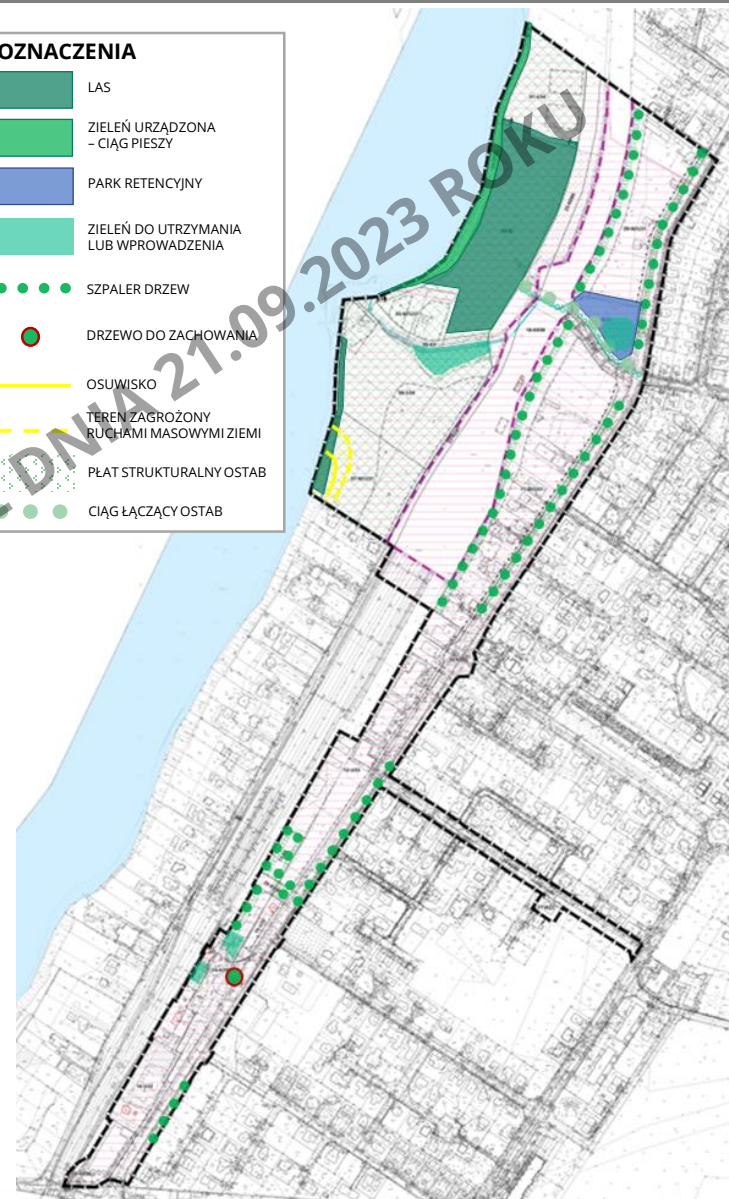 OZNACZENIA
LAS
ZIELEŃ URZĄDZONA
– CIĄG PIESZY
PARK RETENCYJNY
ZIELEŃ DO UTRZYMANIA
LUB WPROWADZENIA
SZPALER DRZEW
DRZEWO DO ZACHOWANIA
OSUWISKO
TEREN ZAGROŻONY
RUCHAMI MASOWYMI ZIEMI
PŁAT STRUKTURALNY OSTAB
CIĄG ŁĄCZĄCY OSTAB
DNIA 21.09.2023 ROKU